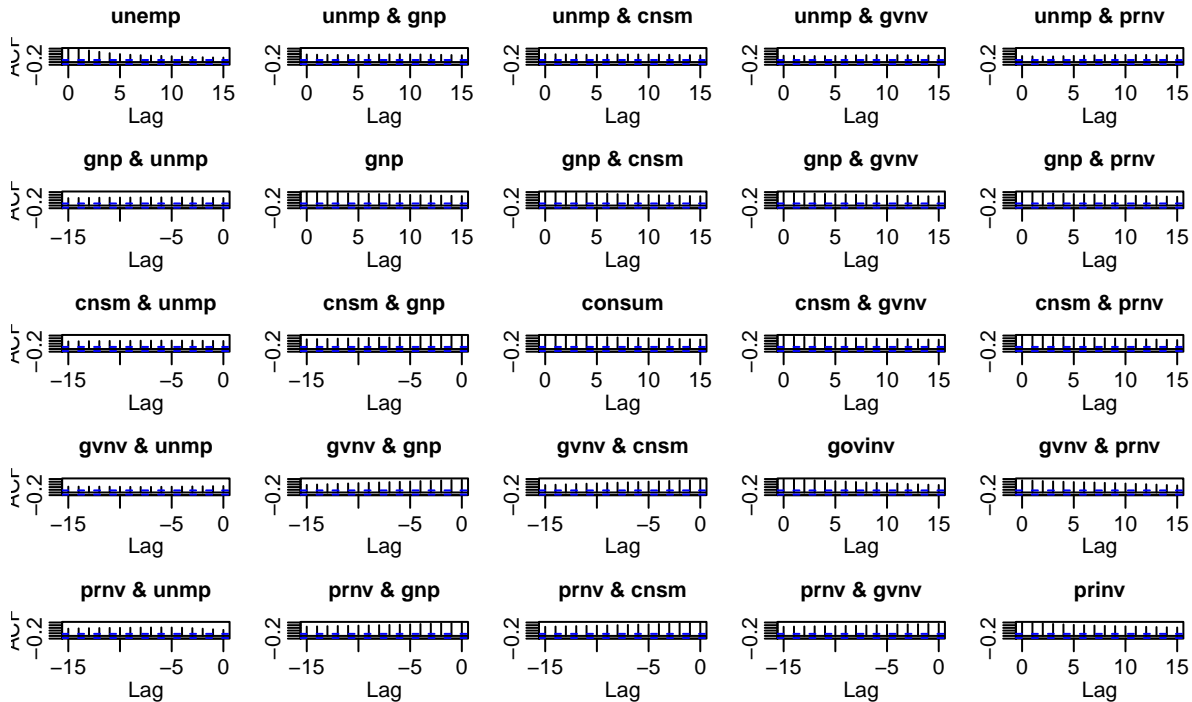 unemp unmp & gnp unmp & cnsm unmp & gvnv unmp & prnv
−0.2 −0.2 −0.2 −0.2 −0.2
0 5 10 15 0 5 10 15 0 5 10 15 0 5 10 15 0 5 10 15
Lag Lag Lag Lag Lag
gnp & unmp gnp gnp & cnsm gnp & gvnv gnp & prnv
−0.2 −0.2 −0.2 −0.2 −0.2
−15 −5 0 0 5 10 15 0 5 10 15 0 5 10 15 0 5 10 15
Lag Lag Lag Lag Lag
cnsm & unmp cnsm & gnp consum cnsm & gvnv cnsm & prnv
−0.2 −0.2 −0.2 −0.2 −0.2
−15 −5 0 −15 −5 0 0 5 10 15 0 5 10 15 0 5 10 15
Lag Lag Lag Lag Lag
gvnv & unmp gvnv & gnp gvnv & cnsm govinv gvnv & prnv
−0.2 −0.2 −0.2 −0.2 −0.2
−15 −5 0 −15 −5 0 −15 −5 0 0 5 10 15 0 5 10 15
Lag Lag Lag Lag Lag
prnv & unmp prnv & gnp prnv & cnsm prnv & gvnv prinv
−0.2 −0.2 −0.2 −0.2 −0.2
−15 −5 0 −15 −5 0 −15 −5 0 −15 −5 0 0 5 10 15
Lag Lag Lag Lag Lag